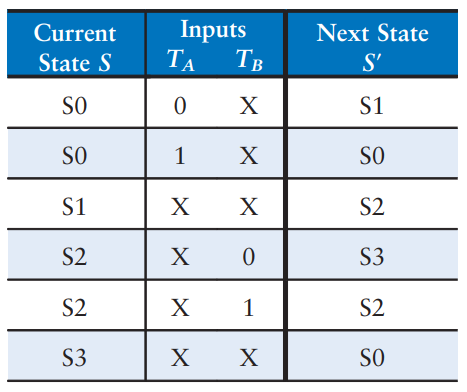 Current State S Inputs Next State S′
T_A T_B
S0 0 X S1
S0 1 X S0
S1 X X S2
S2 X 0 S3
S2 X 1 S2
S3 X X S0